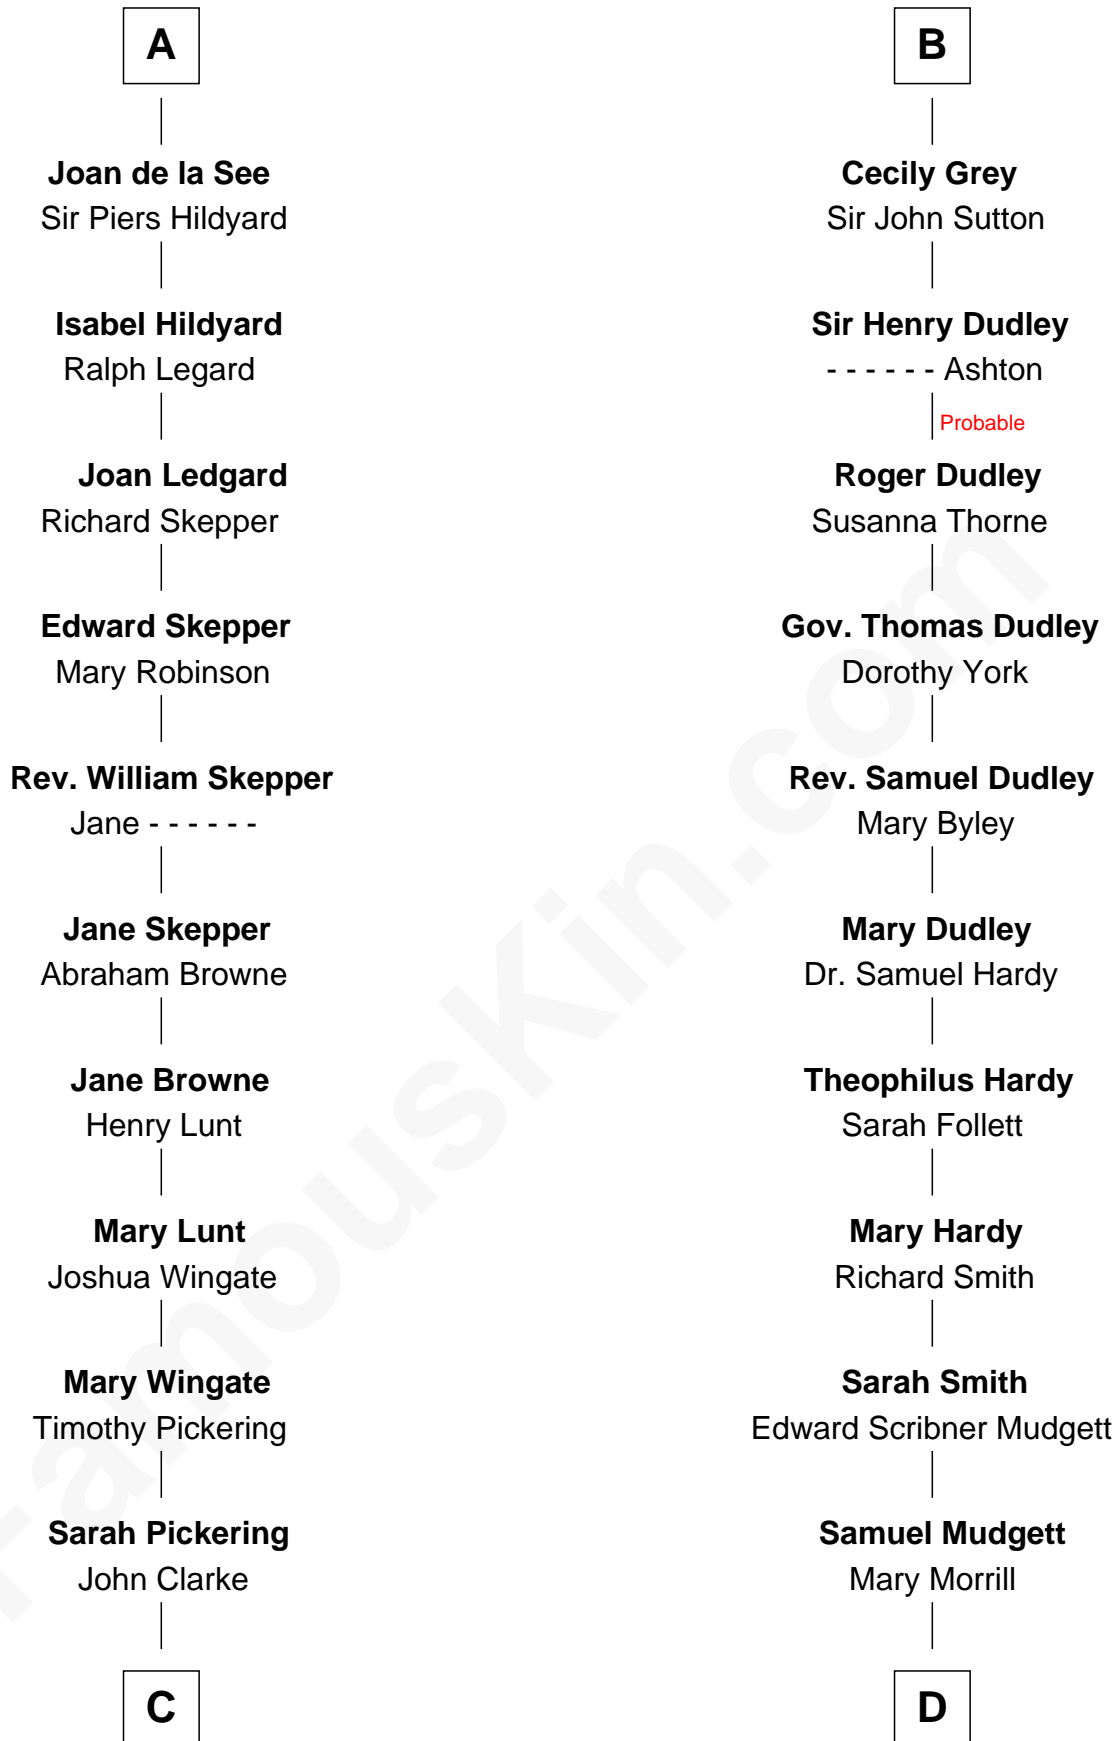 A
Joan de la See
Sir Piers Hildyard
Isabel Hildyard
Ralph Legard
Joan Ledgard
Richard Skepper
Edward Skepper
Mary Robinson
Rev. William Skepper
Jane - - - - - -
Jane Skepper
Abraham Browne
Jane Browne
Henry Lunt
Mary Lunt
Joshua Wingate
Mary Wingate
Timothy Pickering
Sarah Pickering
John Clarke
C
B
Cecily Grey
Sir John Sutton
Sir Henry Dudley
- - - - - - Ashton
Probable
Roger Dudley
Susanna Thorne
Gov. Thomas Dudley
Dorothy York
Rev. Samuel Dudley
Mary Byley
Mary Dudley
Dr. Samuel Hardy
Theophilus Hardy
Sarah Follett
Mary Hardy
Richard Smith
Sarah Smith
Edward Scribner Mudgett
Samuel Mudgett
Mary Morrill
D
FamousKin.com